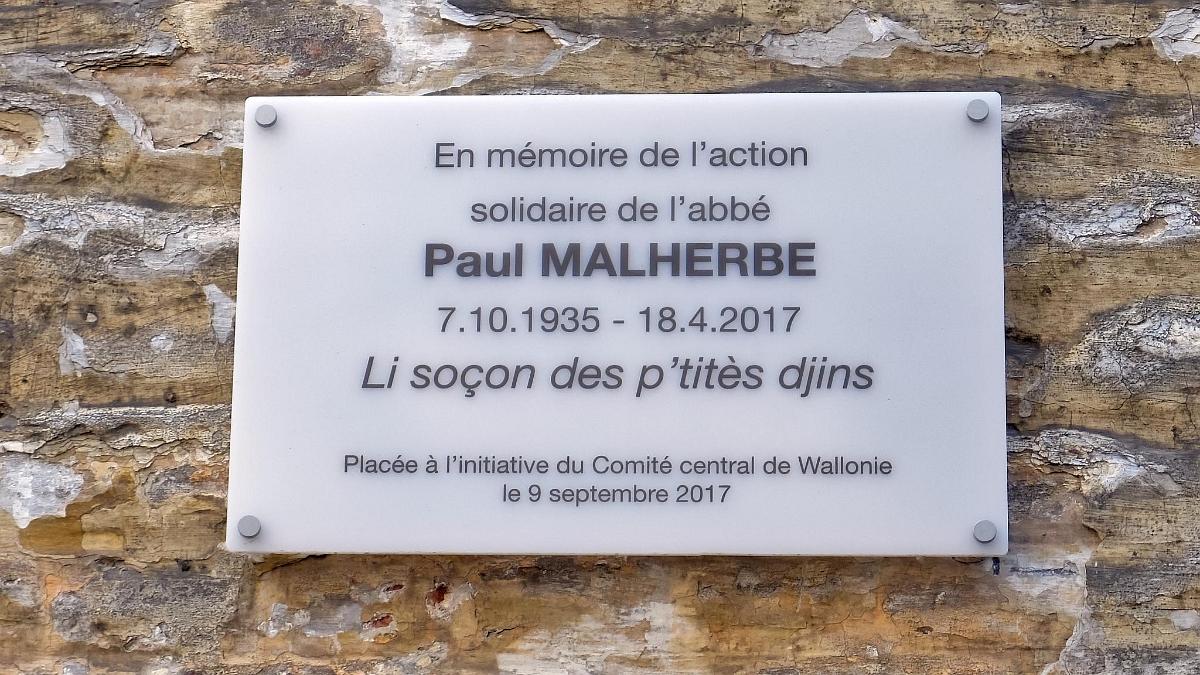 En mémoire de l'action
solidaire de l'abbé
Paul MALHERBE
7.10.1935 - 18.4.2017
Li soçon des p'titès djins
Placée à l'initiative du Comité central de Wallonie
le 9 septembre 2017